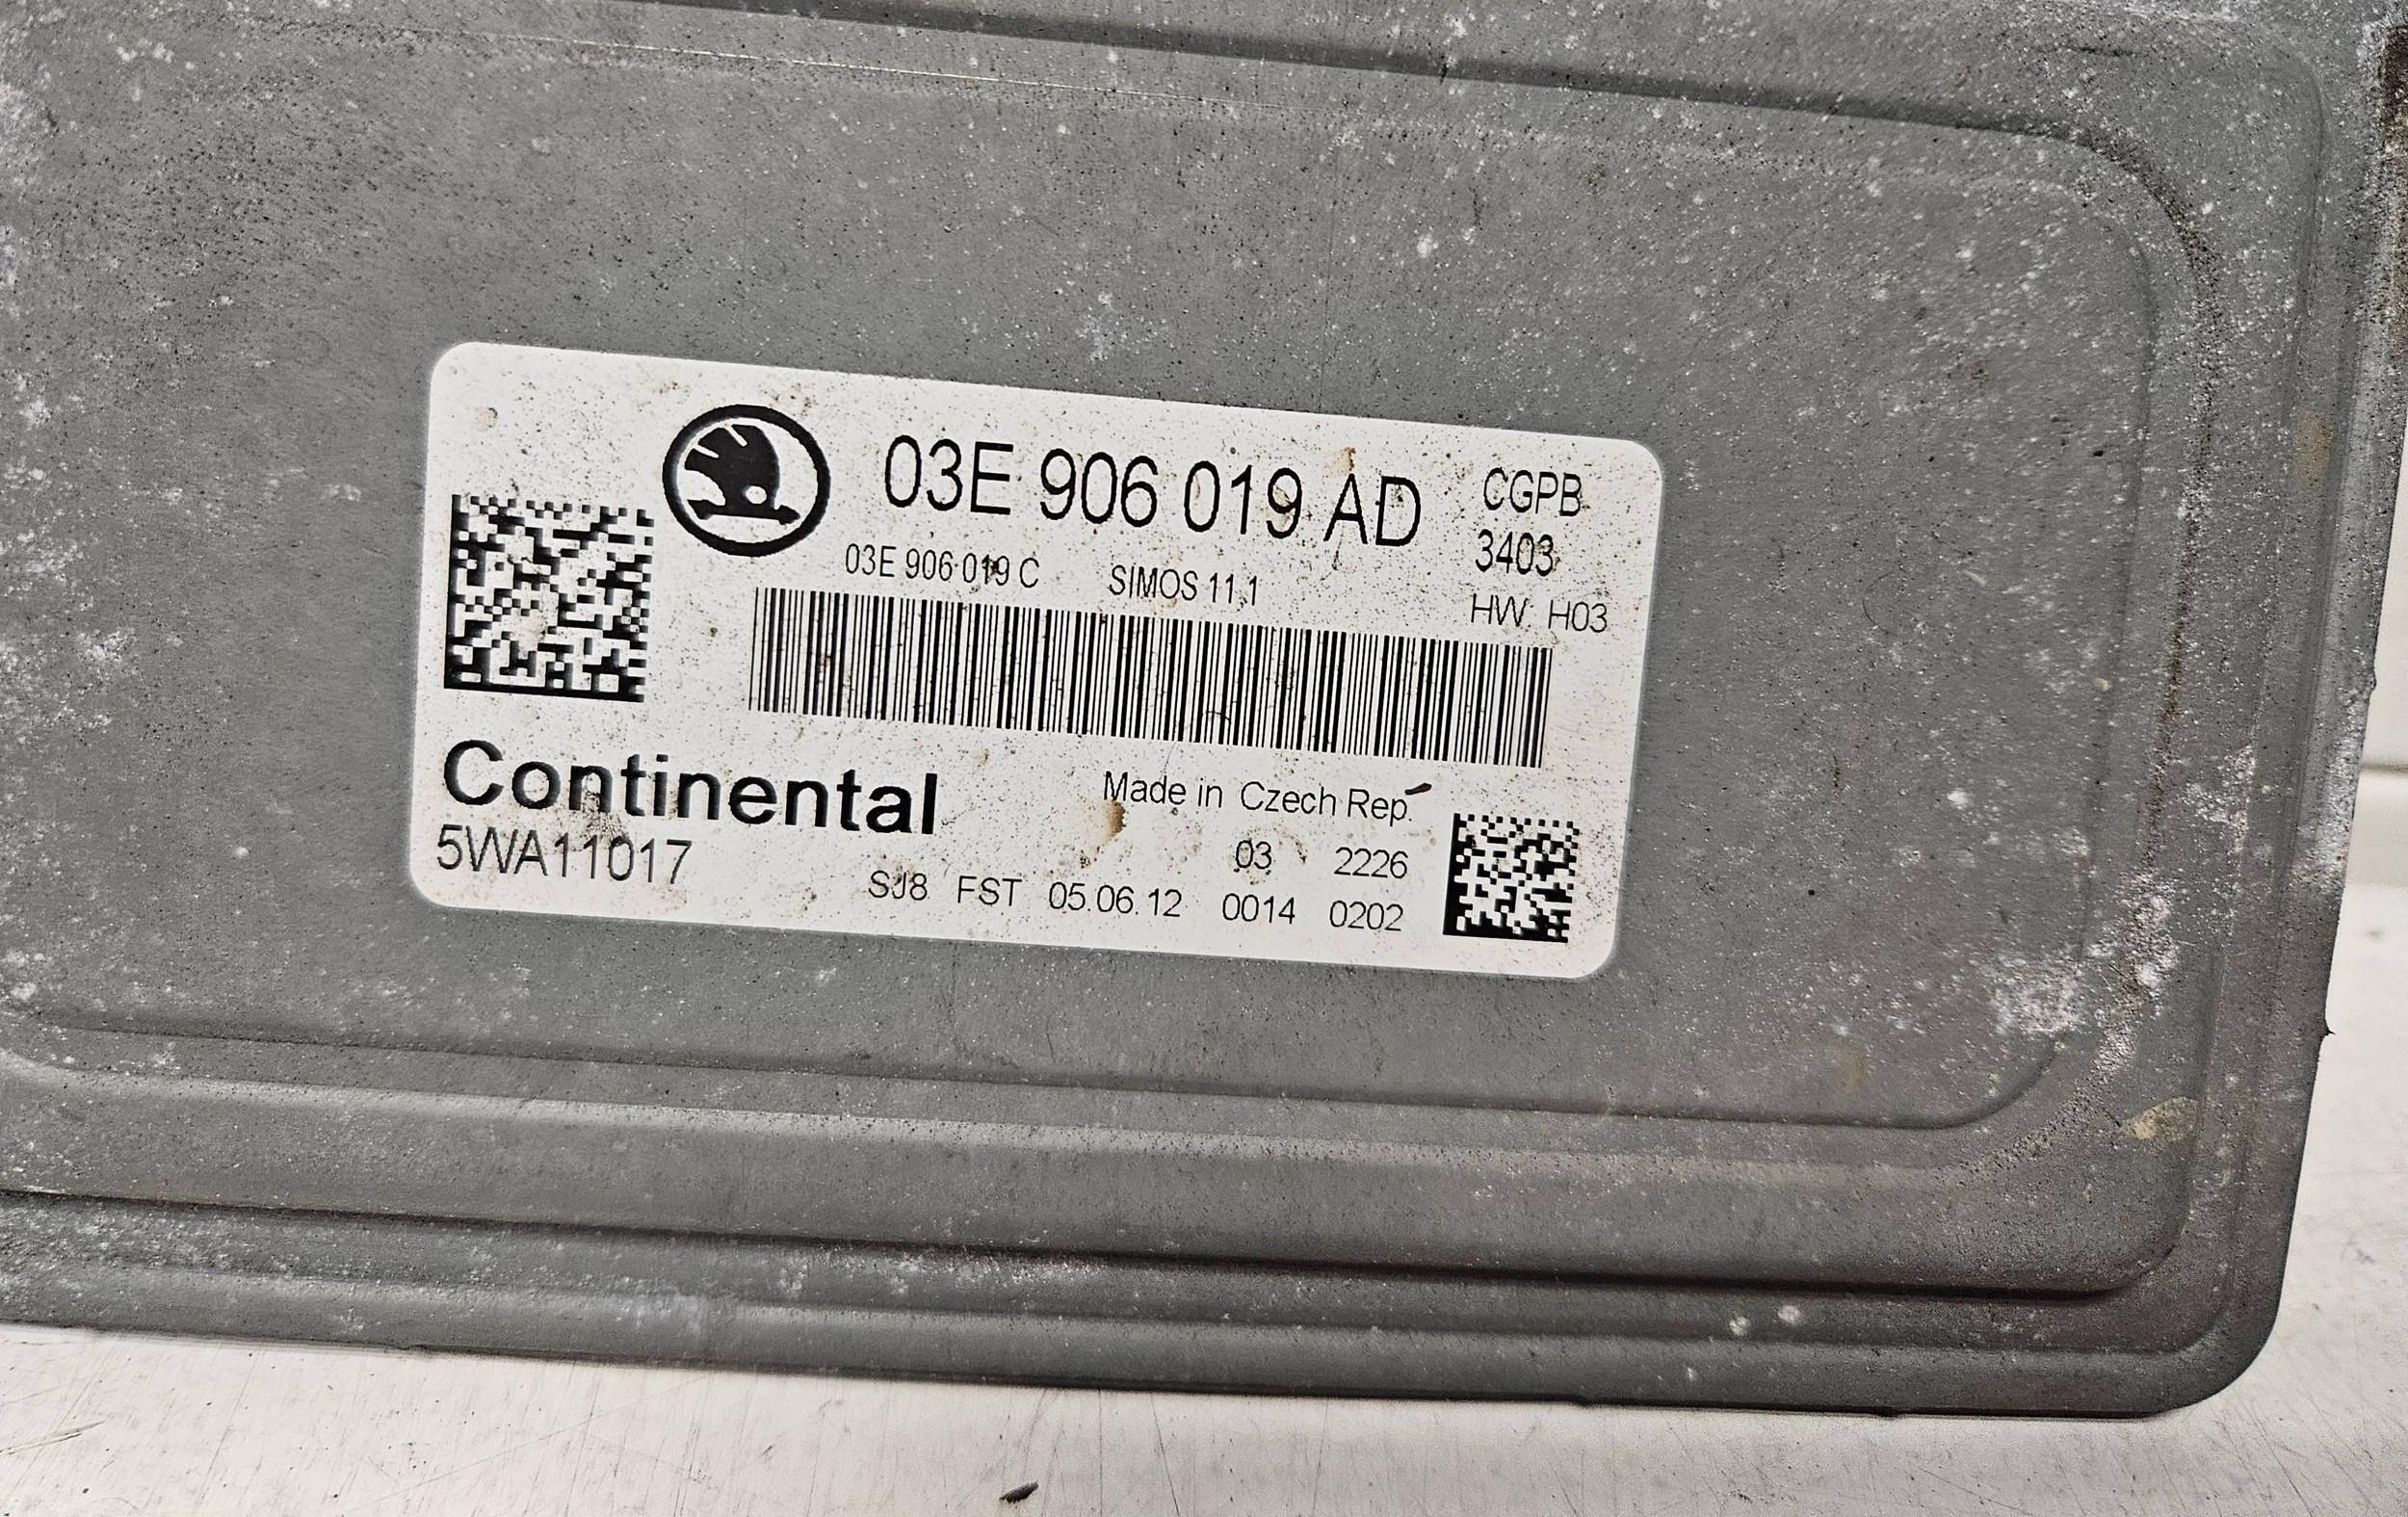 03E 906 019 AD
CGPB
3403
03E 906 019 C SIMOS 11.1
HW: H03
Continental
Made in Czech Rep.
5WA11017
03 2226
SJ8 FST 05.06.12 0014 0202